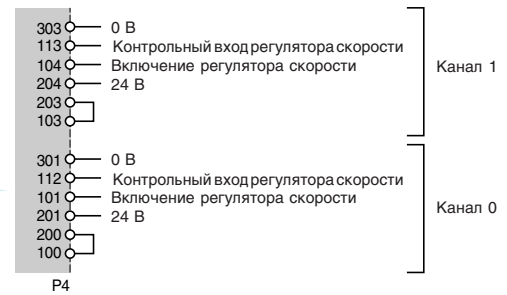 303 0 В
113 Контрольный вход регулятора скорости
104 Включение регулятора скорости
204 24 В
203
103
Канал 1
301 0 В
112 Контрольный вход регулятора скорости
101 Включение регулятора скорости
201 24 В
200
100
Канал 0
P4